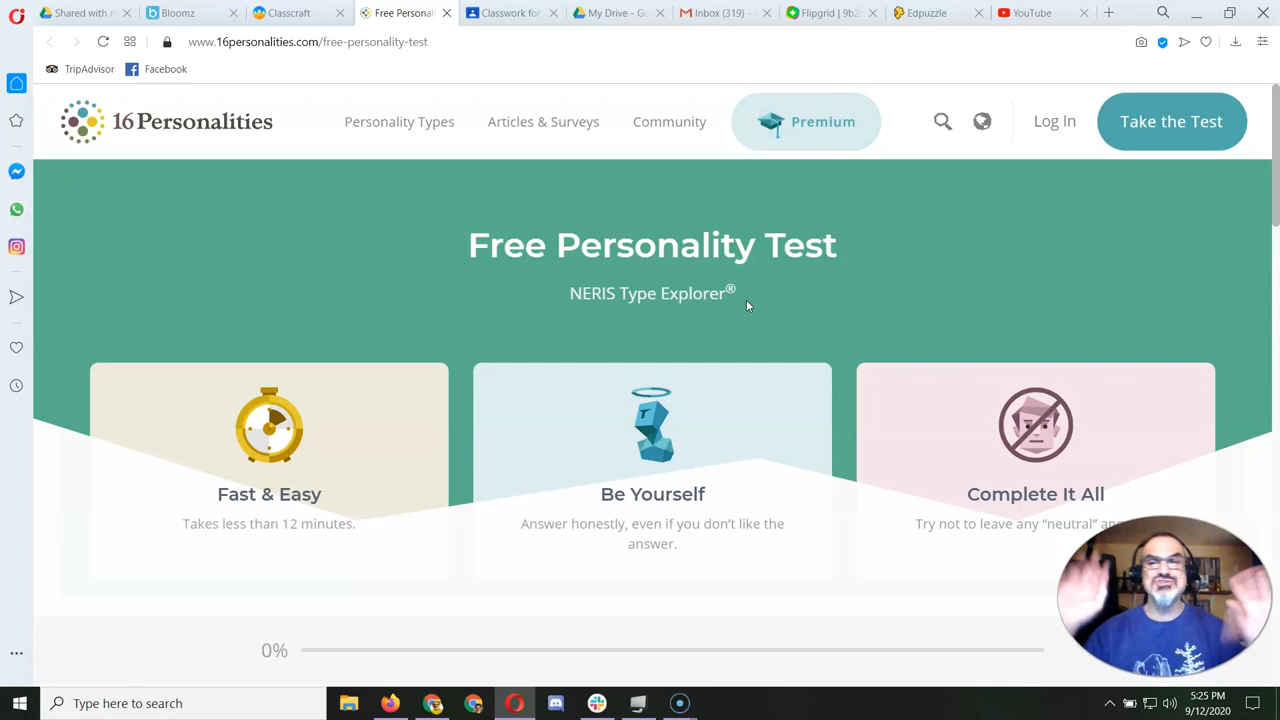 Shared with m
Bloomz
Classcraft
Free Personali
Classwork for
My Drive - Go
Inbox (319)
Flipgrid | 9b2
Edpuzzle
YouTube
www.16personalities.com/free-personality-test
TripAdvisor
Facebook
16Personalities
Personality Types
Articles & Surveys
Community
Premium
Log In
Take the Test
Free Personality Test
NERIS Type Explorer®
Fast & Easy
Takes less than 12 minutes.
Be Yourself
Answer honestly, even if you don't like the
answer.
Complete It All
Try not to leave any "neutral"
0%
Type here to search
5:25 PM
9/12/2020